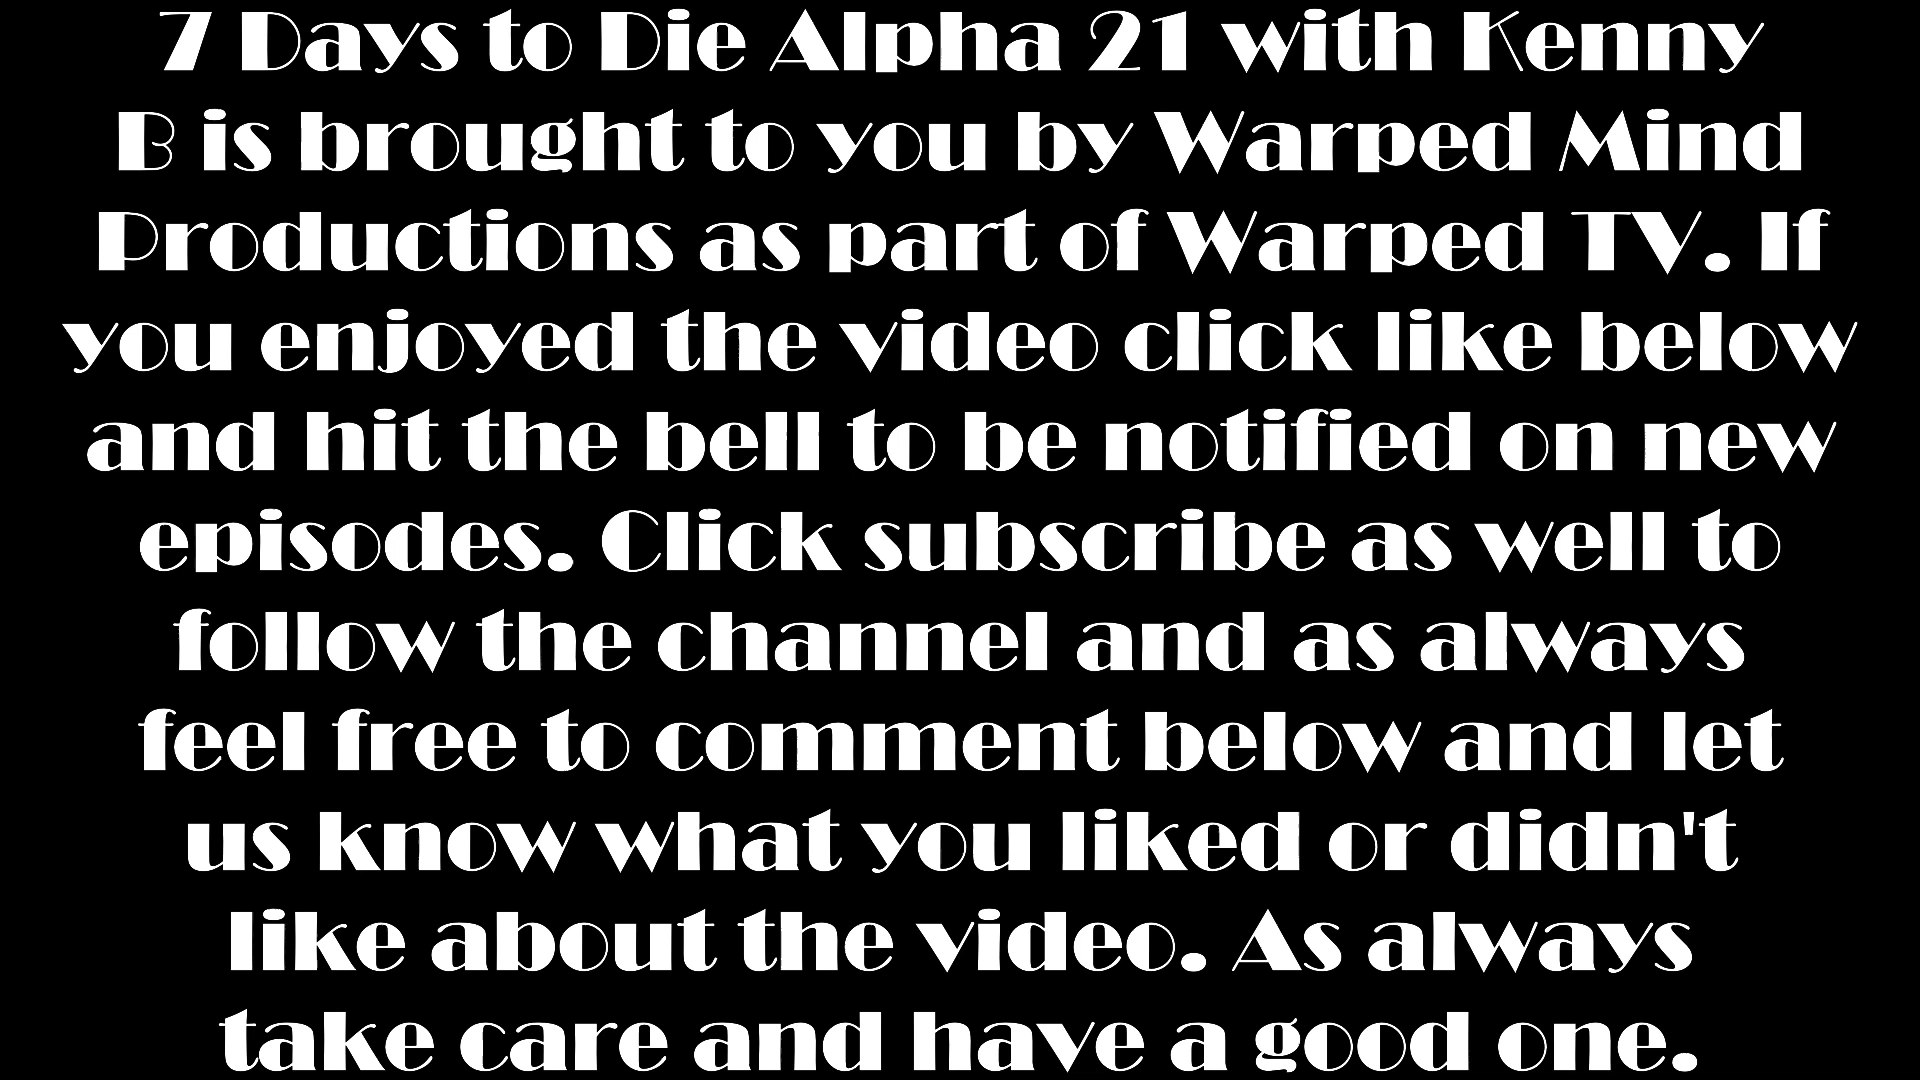 7 Days to Die Alpha 21 with Kenny
B is brought to you by Warped Mind
Productions as part of Warped TV. If
you enjoyed the video click like below
and hit the bell to be notified on new
episodes. Click subscribe as well to
follow the channel and as always
feel free to comment below and let
us know what you liked or didn't
like about the video. As always
take care and have a good one.